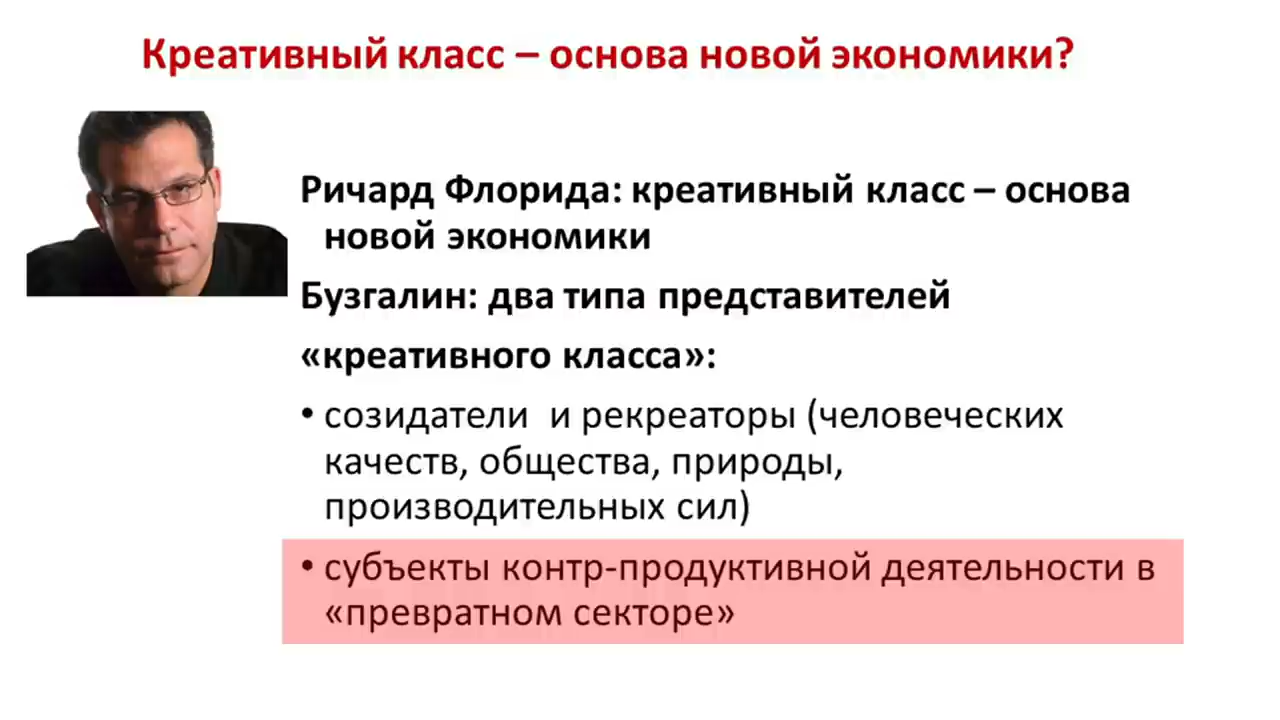 Креативный класс – основа новой экономики?
Ричард Флорида: креативный класс – основа
новой экономики
Бузгалин: два типа представителей
«креативного класса»:
• созидатели и рекреаторы (человеческих
качеств, общества, природы,
производительных сил)
• субъекты контр-продуктивной деятельности в
«превратном секторе»